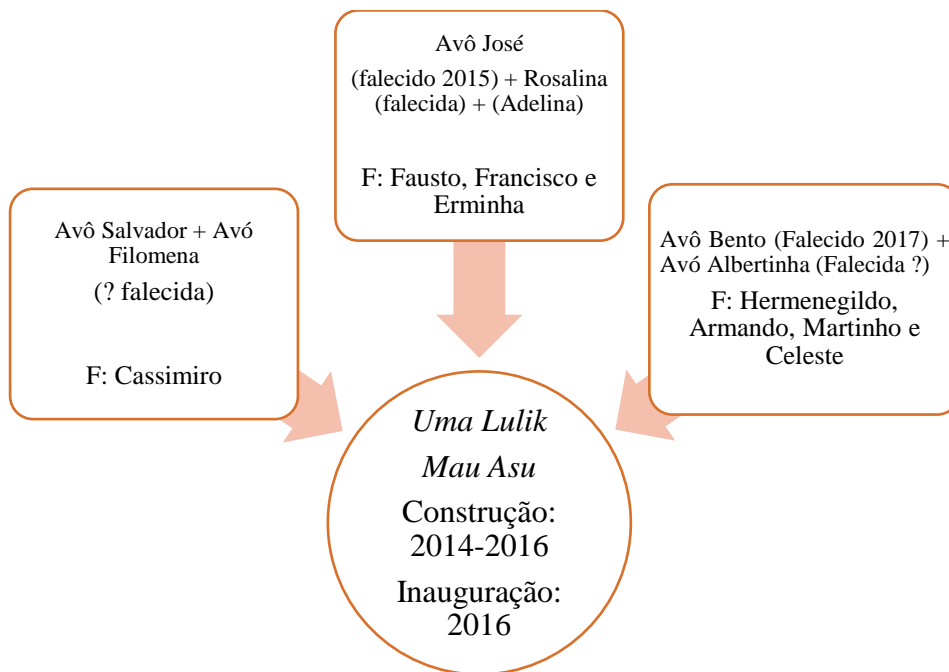 Avô José
(falecido 2015) + Rosalina
(falecida) + (Adelina)
F: Fausto, Francisco e
Erminha
Avô Salvador + Avó
Filomena
(? falecida)
F: Cassimiro
Avô Bento (Falecido 2017) +
Avó Albertinha (Falecida ?)
F: Hermenegildo,
Armando, Martinho e
Celeste
Uma Lulik
Mau Asu
Construção:
2014-2016
Inauguração:
2016